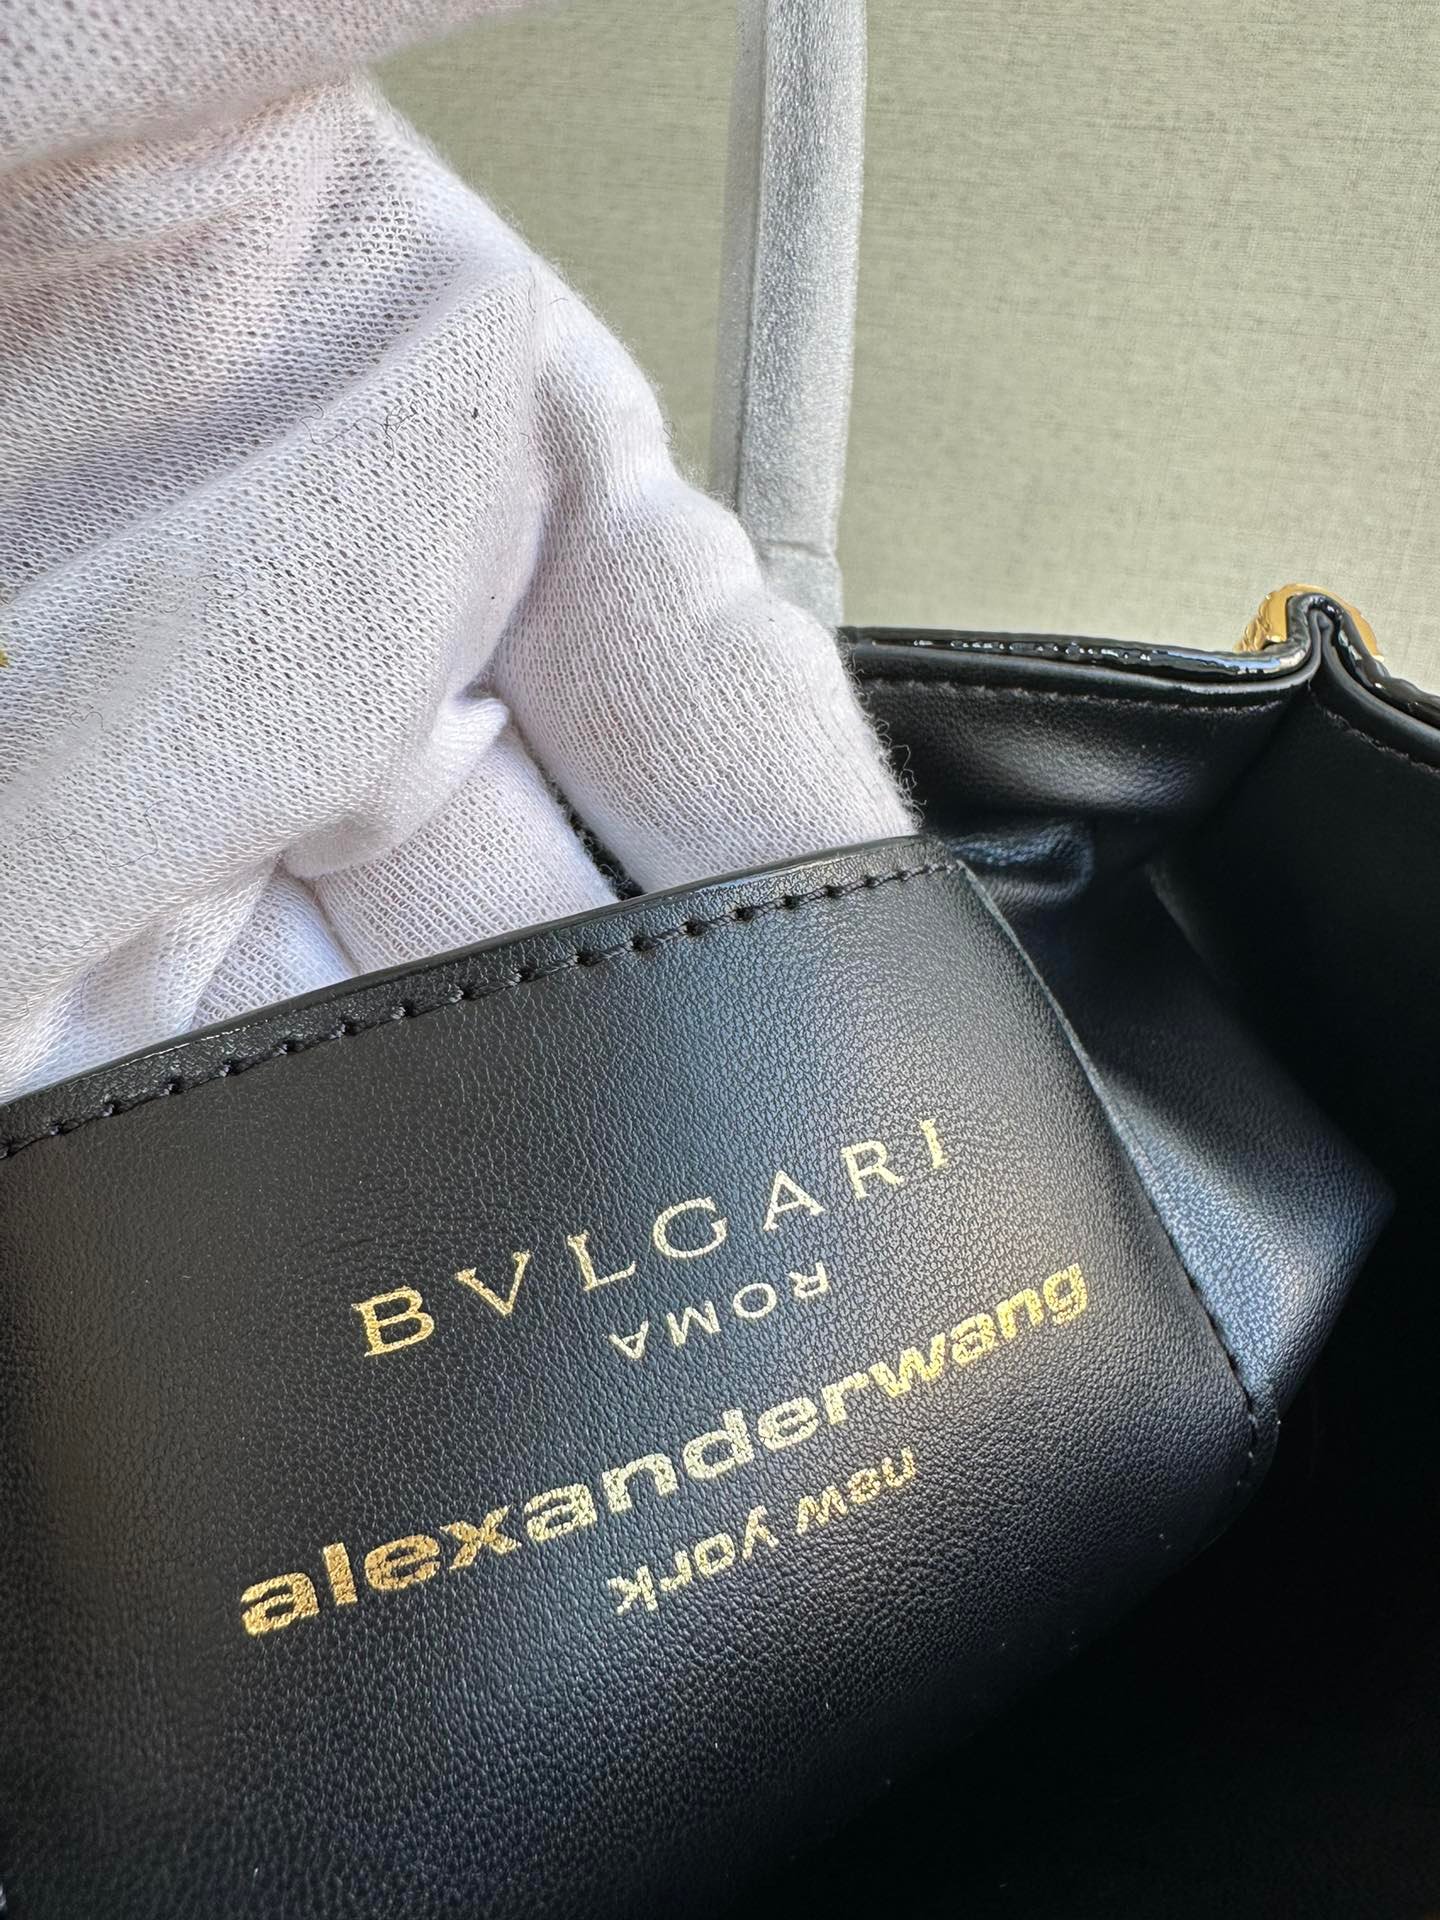 BVLGARI
ROMA
alexanderwang
new york